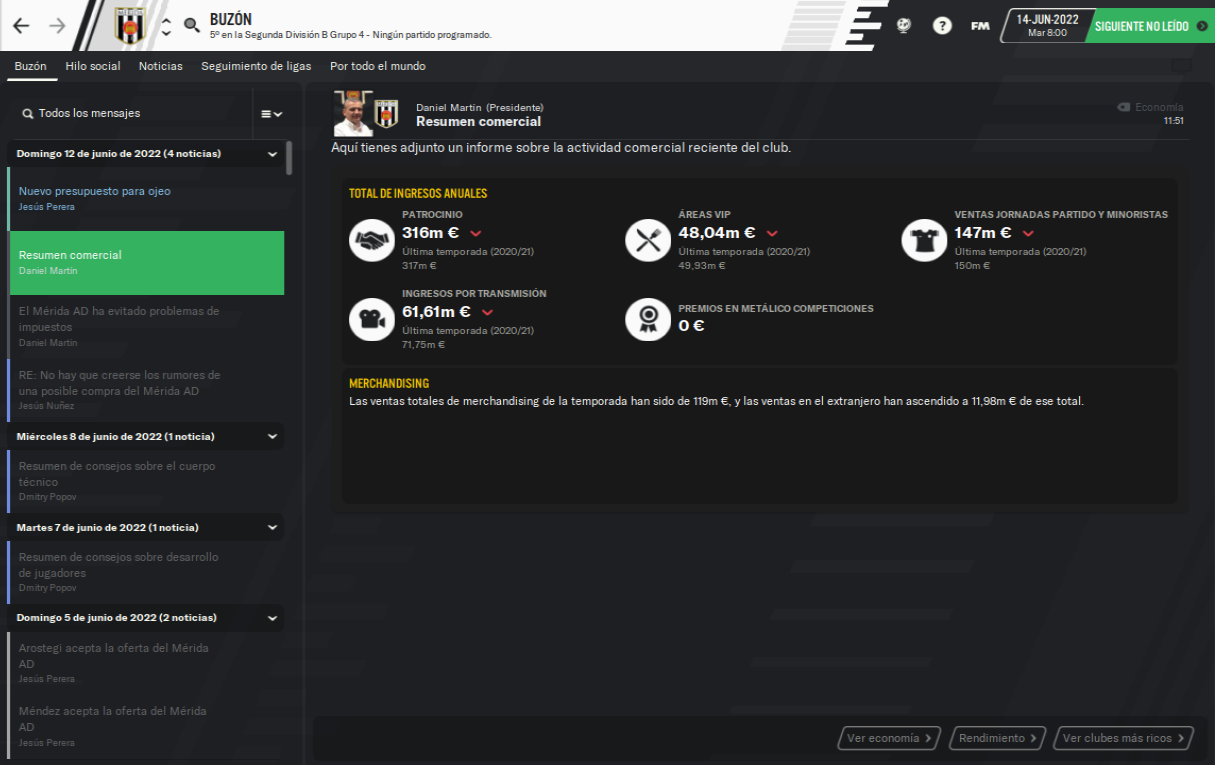 BUZÓN
5º en la Segunda División B Grupo 4 - Ningún partido programado.
?
FM
14-JUN-2022
Mar 8:00
SIGUIENTE NO LEÍDO
Buzón
Hilo social
Noticias
Seguimiento de ligas
Por todo el mundo
Todos los mensajes
Domingo 12 de junio de 2022 (4 noticias)
Nuevo presupuesto para ojeo
Jesús Perera
Resumen comercial
Daniel Martin
El Mérida AD ha evitado problemas de
impuestos
Daniel Martin
RE: No hay que creerse los rumores de
una posible compra del Mérida AD
Jesús Nuñez
Miércoles 8 de junio de 2022 (1 noticia)
Resumen de consejos sobre el cuerpo
técnico
Dmitry Popov
Martes 7 de junio de 2022 (1 noticia)
Resumen de consejos sobre desarrollo
de jugadores
Dmitry Popov
Domingo 5 de junio de 2022 (2 noticias)
Arostegi acepta la oferta del Mérida
AD
Jesús Perera
Méndez acepta la oferta del Mérida
AD
Jesús Perera
Daniel Martin (Presidente)
Resumen comercial
Economía
11:51
Aquí tienes adjunto un informe sobre la actividad comercial reciente del club.
TOTAL DE INGRESOS ANUALES
PATROCINIO
316m €
Última temporada (2020/21)
317m €
ÁREAS VIP
48,04m €
Última temporada (2020/21)
49,93m €
VENTAS JORNADAS PARTIDO Y MINORISTAS
147m €
Última temporada (2020/21)
150m €
INGRESOS POR TRANSMISIÓN
61,61m €
Última temporada (2020/21)
71,75m €
PREMIOS EN METÁLICO COMPETICIONES
0 €
MERCHANDISING
Las ventas totales de merchandising de la temporada han sido de 119m €, y las ventas en el extranjero han ascendido a 11,98m € de ese total.
Ver economía
Rendimiento
Ver clubes más ricos